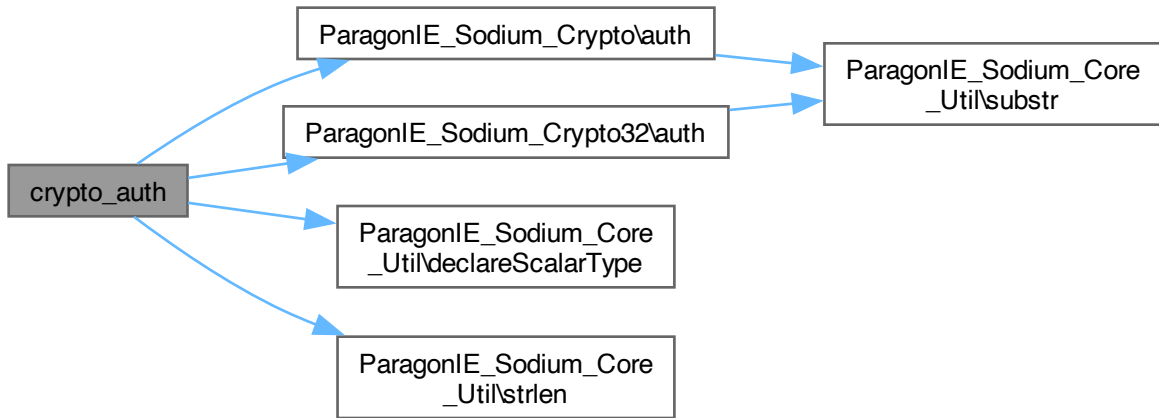 crypto_auth
ParagonIE_Sodium_Crypto\auth
ParagonIE_Sodium_Crypto32\auth
ParagonIE_Sodium_Core
_Util\declareScalarType
ParagonIE_Sodium_Core
_Util\strlen
ParagonIE_Sodium_Core
_Util\substr